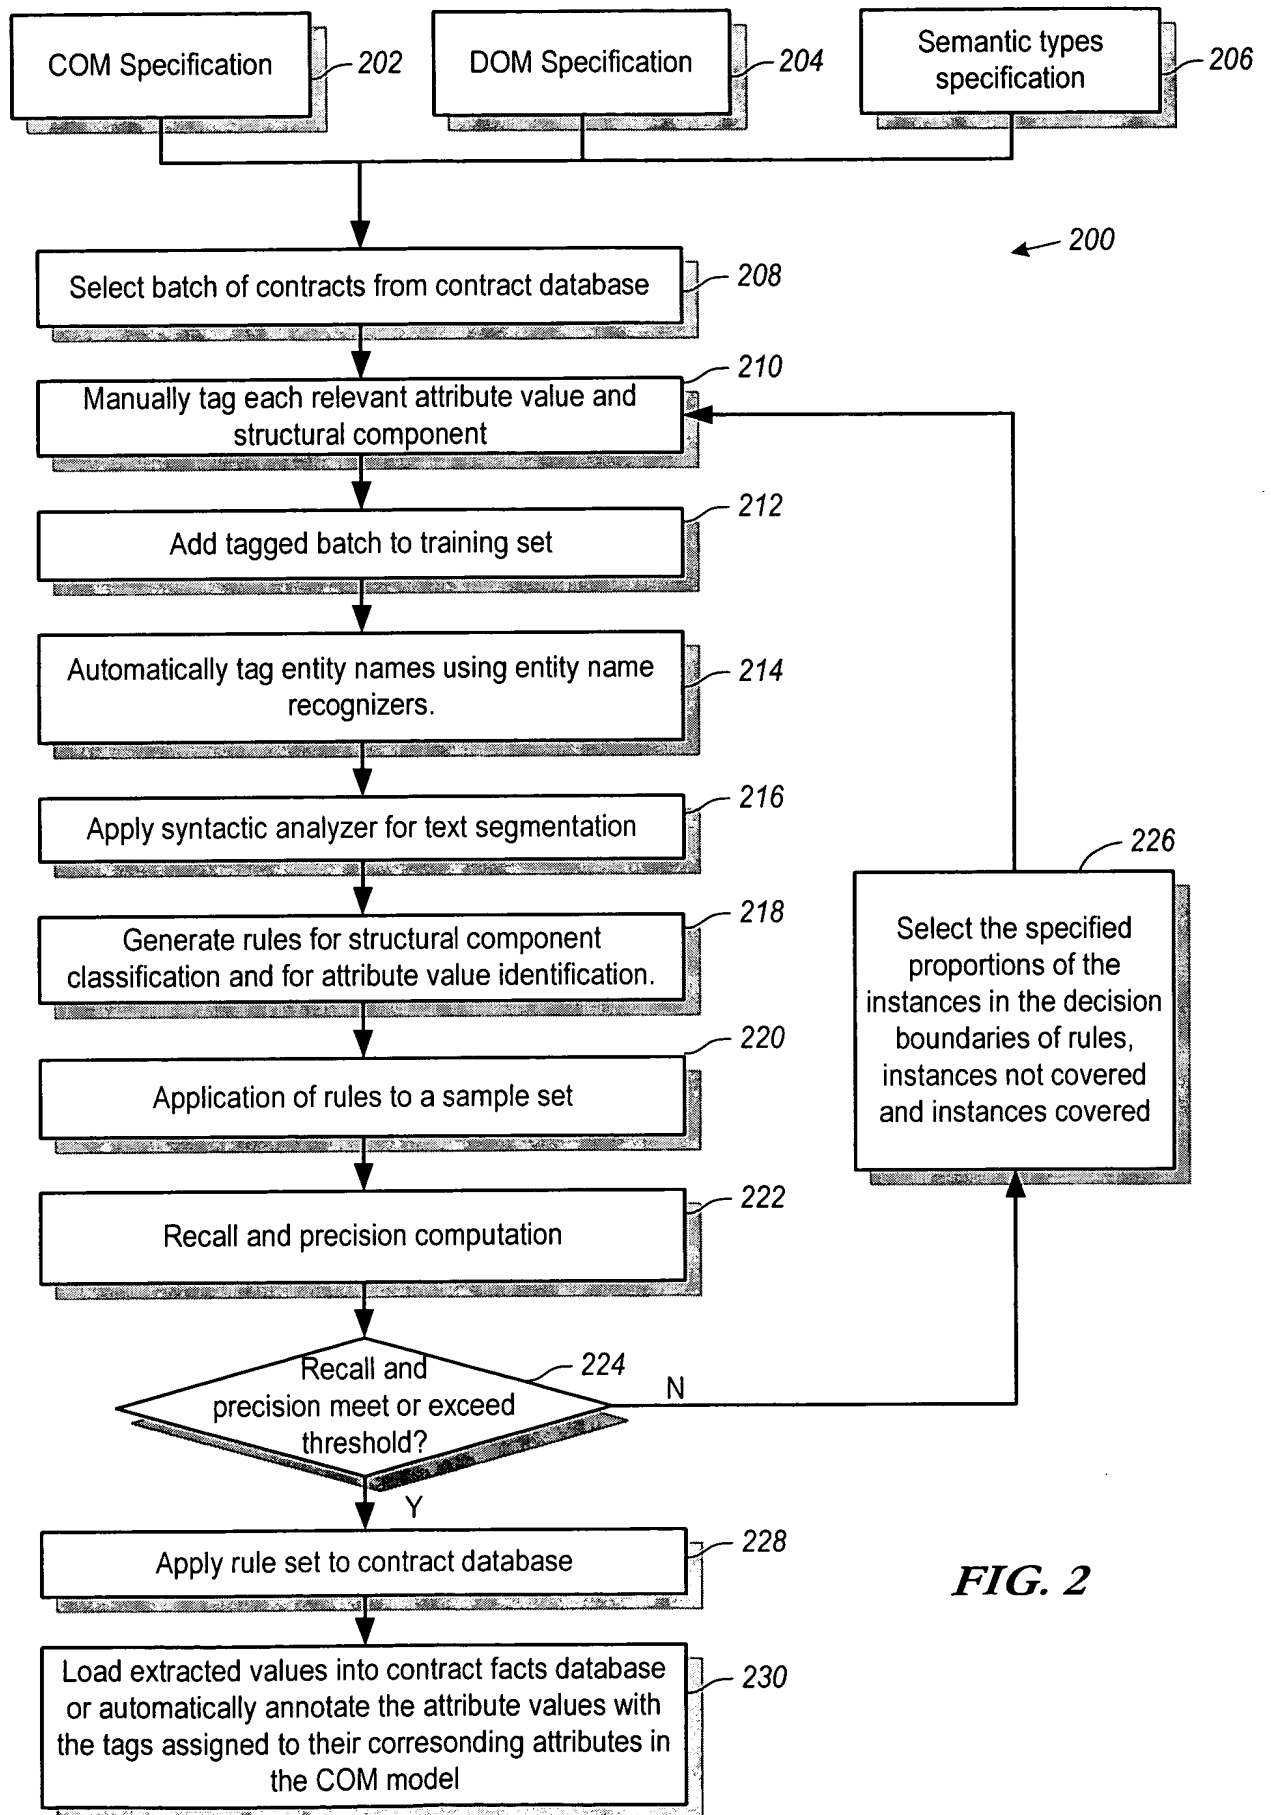 COM Specification
202
DOM Specification
204
Semantic types
specification
206
200
Select batch of contracts from contract database
208
Manually tag each relevant attribute value and
structural component
210
Add tagged batch to training set
212
Automatically tag entity names using entity name
recognizers.
214
Apply syntactic analyzer for text segmentation
216
Generate rules for structural component
classification and for attribute value identification.
218
Application of rules to a sample set
220
Recall and precision computation
222
Recall and
precision meet or exceed
threshold?
224
N
Y
226
Select the specified
proportions of the
instances in the decision
boundaries of rules,
instances not covered
and instances covered
Apply rule set to contract database
228
Load extracted values into contract facts database
or automatically annotate the attribute values with
the tags assigned to their corresonding attributes in
the COM model
230
FIG. 2